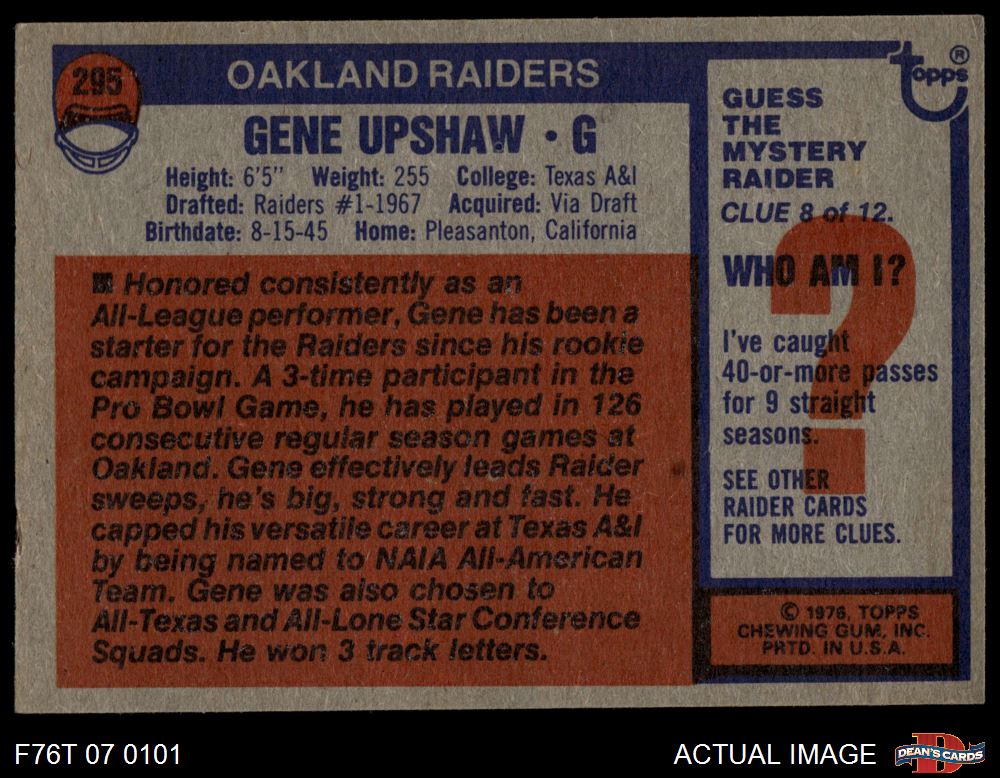 295
OAKLAND RAIDERS
GENE UPSHAW • G
Height: 6'5" Weight: 255 College: Texas A&I
Drafted: Raiders #1-1967 Acquired: Via Draft
Birthdate: 8-15-45 Home: Pleasanton, California
Honored consistently as an
All-League performer, Gene has been a
starter for the Raiders since his rookie
campaign. A 3-time participant in the
Pro Bowl Game, he has played in 126
consecutive regular season games at
Oakland. Gene effectively leads Raider
sweeps, he's big, strong and fast. He
capped his versatile career at Texas A&I
by being named to NAIA All-American
Team. Gene was also chosen to
All-Texas and All-Lone Star Conference
Squads. He won 3 track letters.
topps®
GUESS
THE
MYSTERY
RAIDER
CLUE 8 of 12.
WHO AM I?
?
I've caught
40-or-more passes
for 9 straight
seasons.
SEE OTHER
RAIDER CARDS
FOR MORE CLUES.
© 1976, TOPPS
CHEWING GUM, INC.
PRTD. IN U.S.A.
F76T 07 0101
ACTUAL IMAGE
D
DEAN'S CARDS